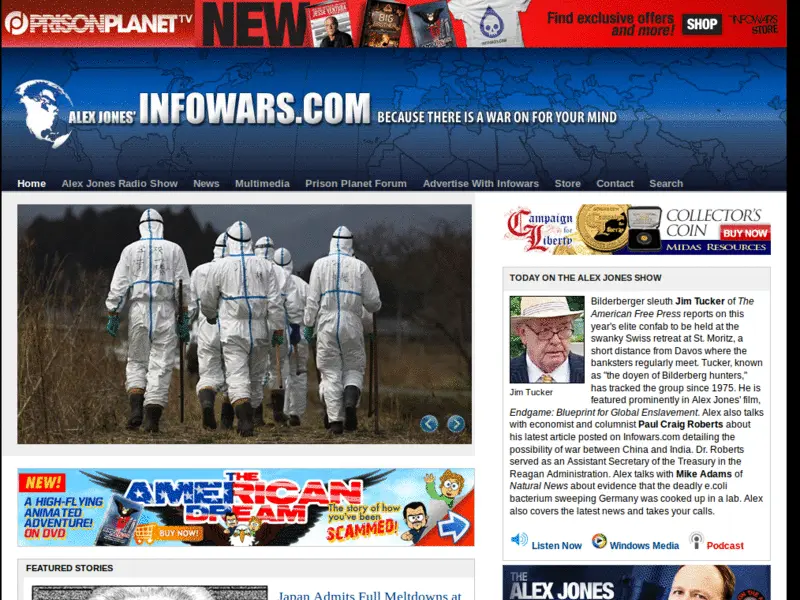 PRISONPLANET TV
NEW
Find exclusive offers
and more!
SHOP
INFOWARS
STORE
ALEX JONES' INFOWARS.COM BECAUSE THERE IS A WAR ON FOR YOUR MIND
Home Alex Jones Radio Show News Multimedia Prison Planet Forum Advertise With Infowars Store Contact Search
Campaign
for
Liberty
COLLECTOR'S
COIN
BUY NOW
MIDAS RESOURCES
TODAY ON THE ALEX JONES SHOW
Bilderberger sleuth Jim Tucker of The
American Free Press reports on this
year's elite confab to be held at the
swanky Swiss retreat at St. Moritz, a
short distance from Davos where the
banksters regularly meet. Tucker, known
as "the doyen of Bilderberg hunters,"
has tracked the group since 1975. He is
Jim Tucker
featured prominently in Alex Jones' film,
Endgame: Blueprint for Global Enslavement. Alex also talks
with economist and columnist Paul Craig Roberts about
his latest article posted on Infowars.com detailing the
possibility of war between China and India. Dr. Roberts
served as an Assistant Secretary of the Treasury in the
Reagan Administration. Alex talks with Mike Adams of
Natural News about evidence that the deadly e.coli
bacterium sweeping Germany was cooked up in a lab. Alex
also covers the latest news and takes your calls.
Listen Now Windows Media Podcast
NEW!
A HIGH-FLYING
ANIMATED
ADVENTURE!
ON DVD
BUY NOW!
THE
AMERICAN
DREAM
The story of how
you've been
SCAMMED!
FEATURED STORIES
Japan Admits Full Meltdowns at
THE
ALEX JONES